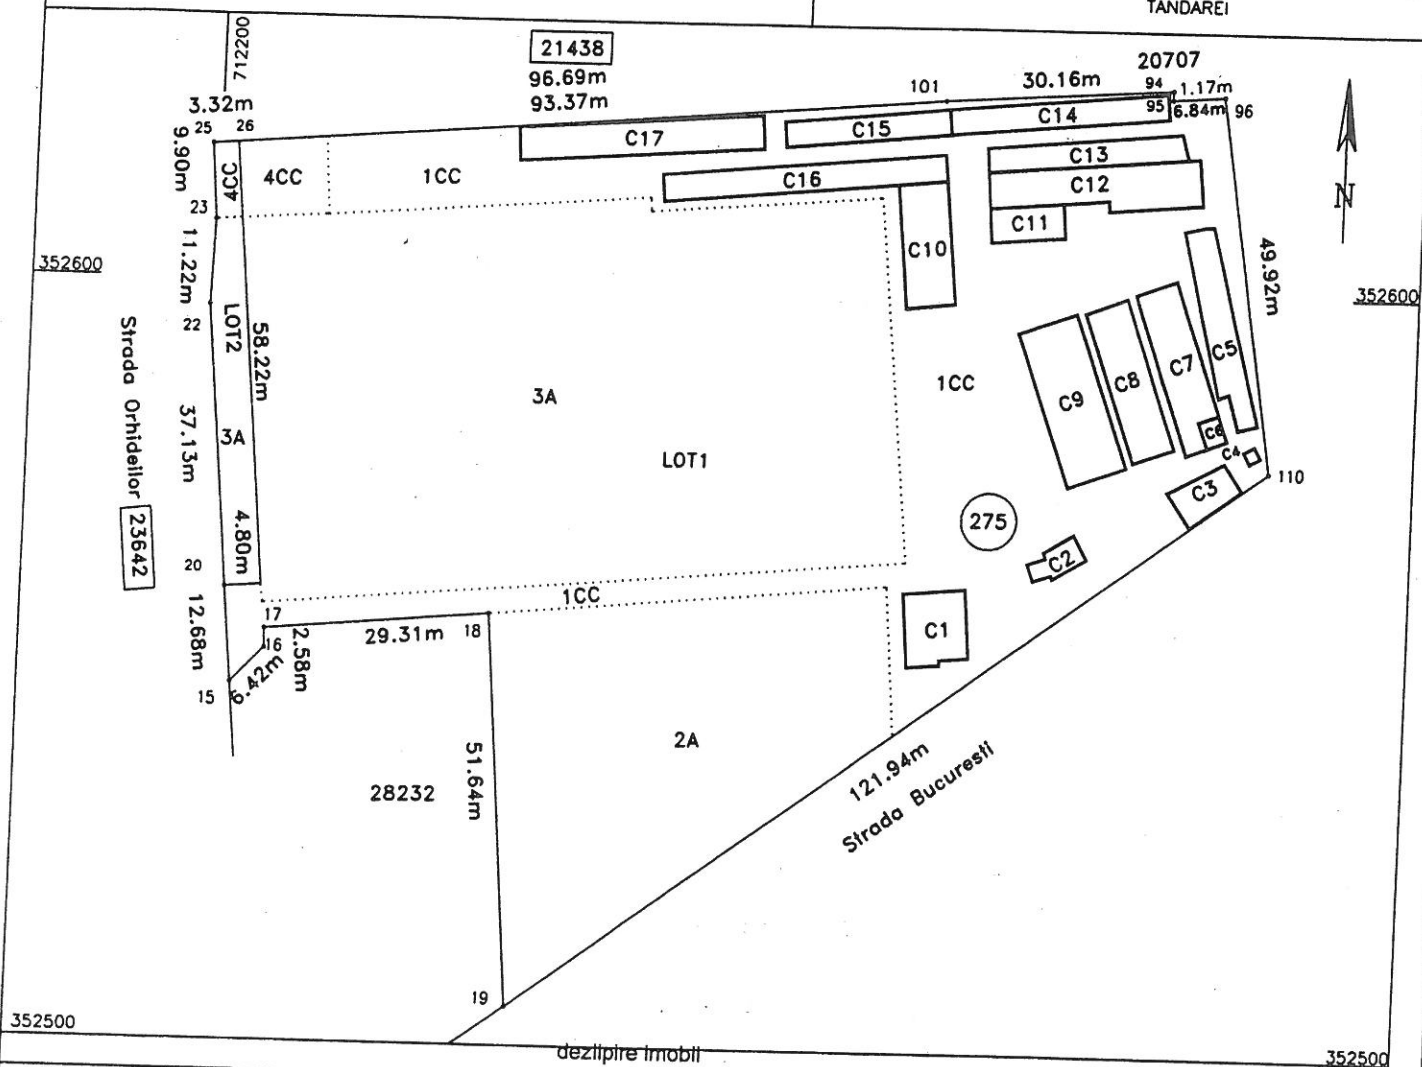 TANDAREI
712200
21438
96.69m
93.37m
20707
30.16m
101
94
1.17m
95
6.84m
96
3.32m
25
26
9.90m
4CC
4CC
1CC
C17
C15
C14
C13
C12
C16
C11
C10
N
23
11.22m
352600
352600
49.92m
22
LOT2
58.22m
Strada Orhideilor
23642
37.13m
3A
3A
LOT1
1CC
C9
C8
C7
C5
C6
C4
C3
110
275
4.80m
20
C2
1CC
C1
17
12.68m
29.31m
18
16
2.58m
6.42m
15
2A
51.64m
28232
121.94m
Strada Bucuresti
19
352500
dezlipire imobil
352500